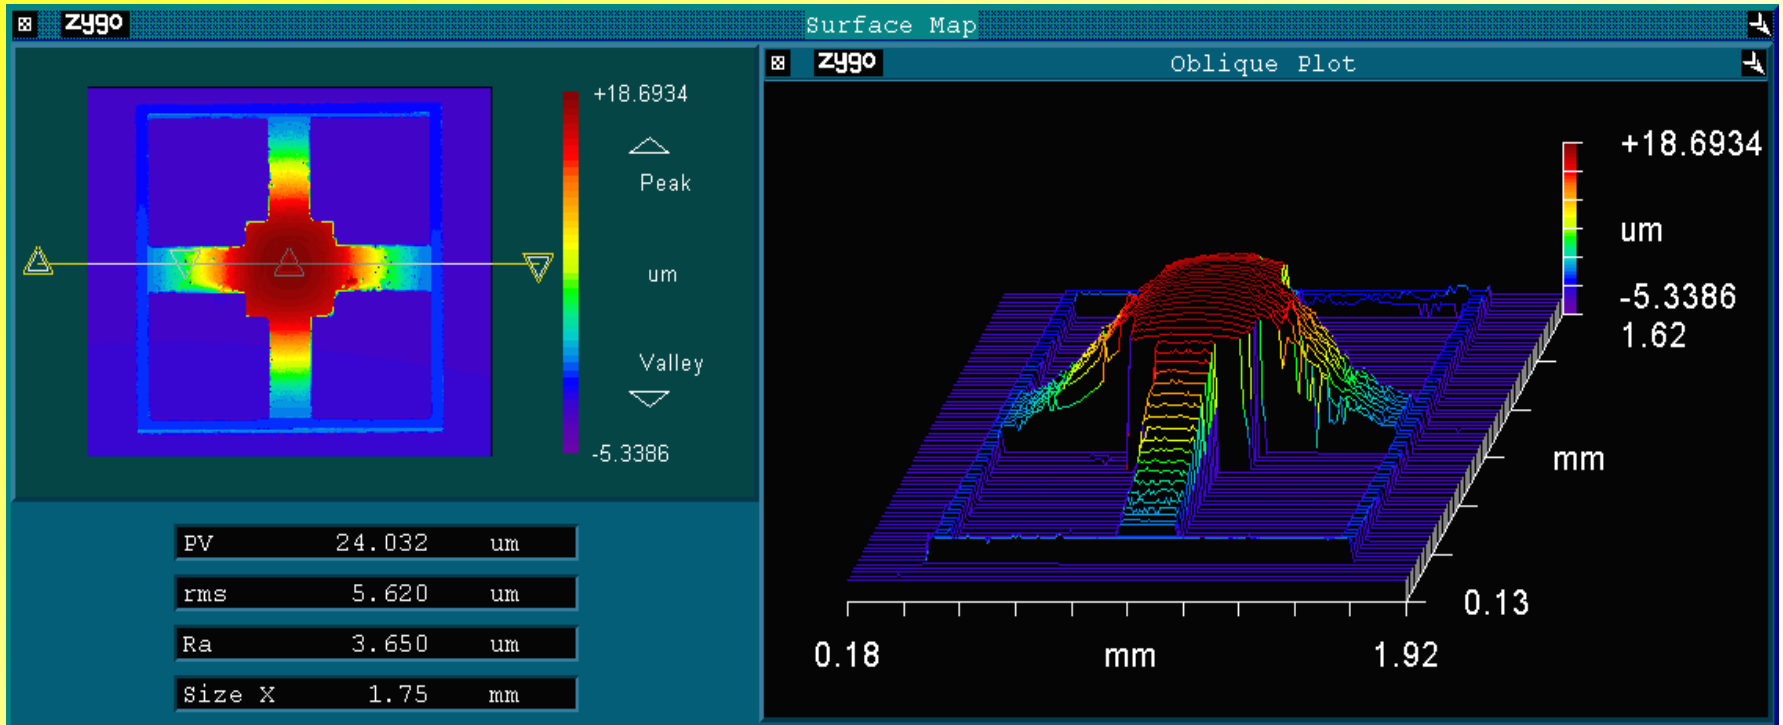 zygo Surface Map
+18.6934
Peak
um
Valley
-5.3386
PV 24.032 um
rms 5.620 um
Ra 3.650 um
Size X 1.75 mm
zygo Oblique Plot
+18.6934
um
-5.3386
1.62
mm
0.13
0.18 mm 1.92